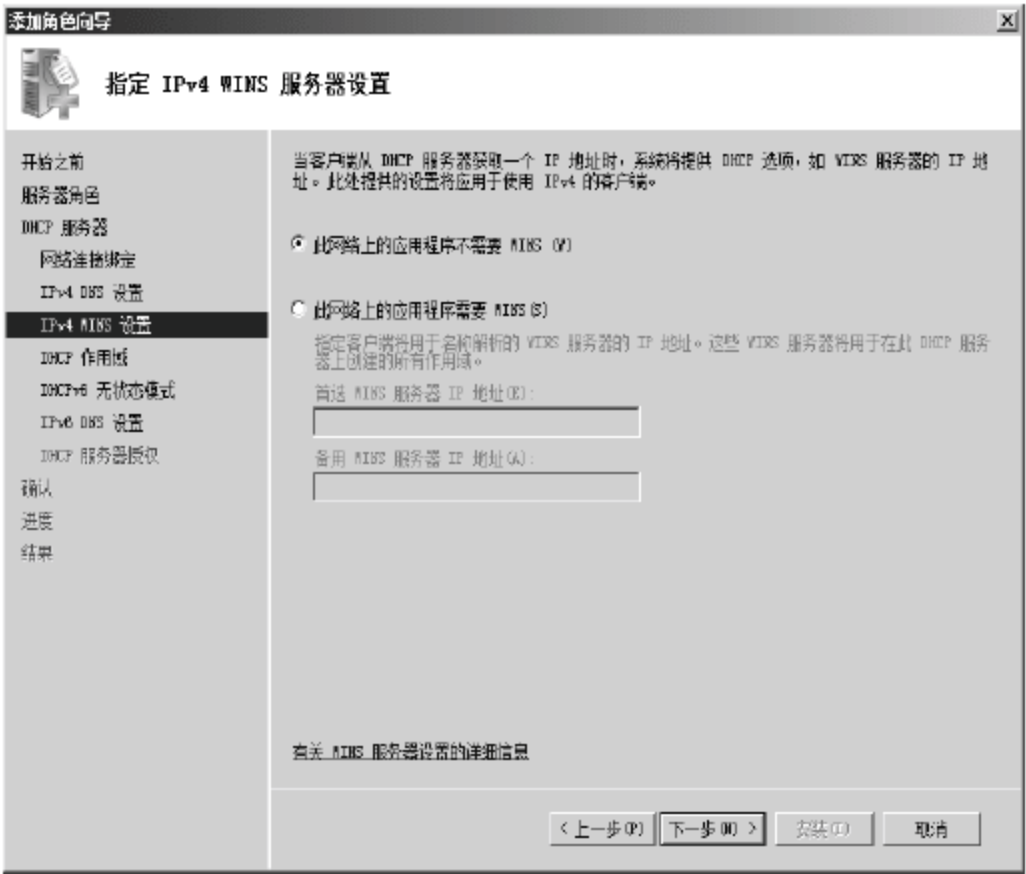 添加角色向导
指定 IPv4 WINS 服务器设置
开始之前
服务器角色
DHCP 服务器
网络连接绑定
IPv4 DNS 设置
IPv4 WINS 设置
DHCP 作用域
DHCPv6 无状态模式
IPv6 DNS 设置
DHCP 服务器授权
确认
进度
结果
当客户端从 DHCP 服务器获取一个 IP 地址时，系统将提供 DHCP 选项，如 WINS 服务器的 IP 地
址。此处提供的设置将应用于使用 IPv4 的客户端。
此网络上的应用程序不需要 WINS (W)
此网络上的应用程序需要 WINS(S)
指定客户端将用于名称解析的 WINS 服务器的 IP 地址。这些 WINS 服务器将用于在此 DHCP 服务
器上创建的所有作用域。
首选 WINS 服务器 IP 地址(E):
备用 WINS 服务器 IP 地址(A):
有关 WINS 服务器设置的详细信息
< 上一步(P)
下一步(N) >
安装(I)
取消